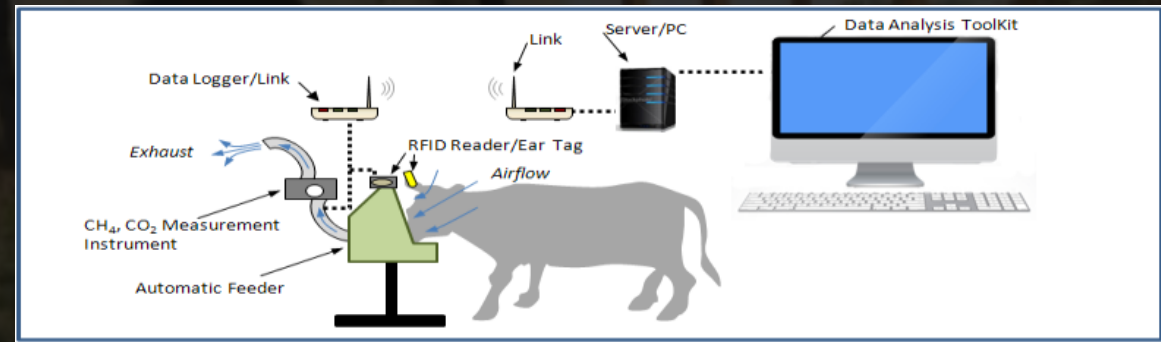 Data Analysis ToolKit
Server/PC
Link
Data Logger/Link
RFID Reader/Ear Tag
Exhaust
Airflow
CH₄, CO₂ Measurement
Instrument
Automatic Feeder